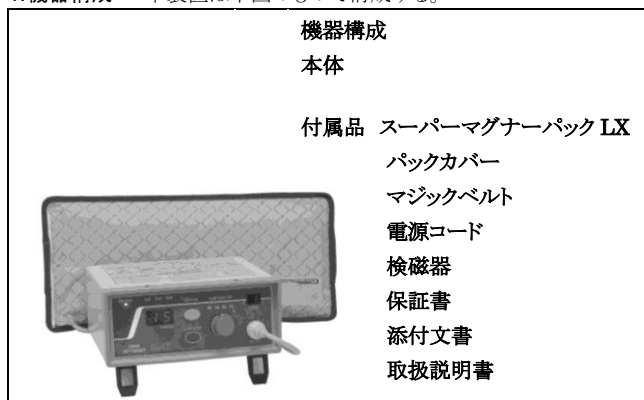 機器構成
本体
付属品 スーパーマグナーパック LX
パックカバー
マジックベルト
電源コード
検磁器
保証書
添付文書
取扱説明書
15